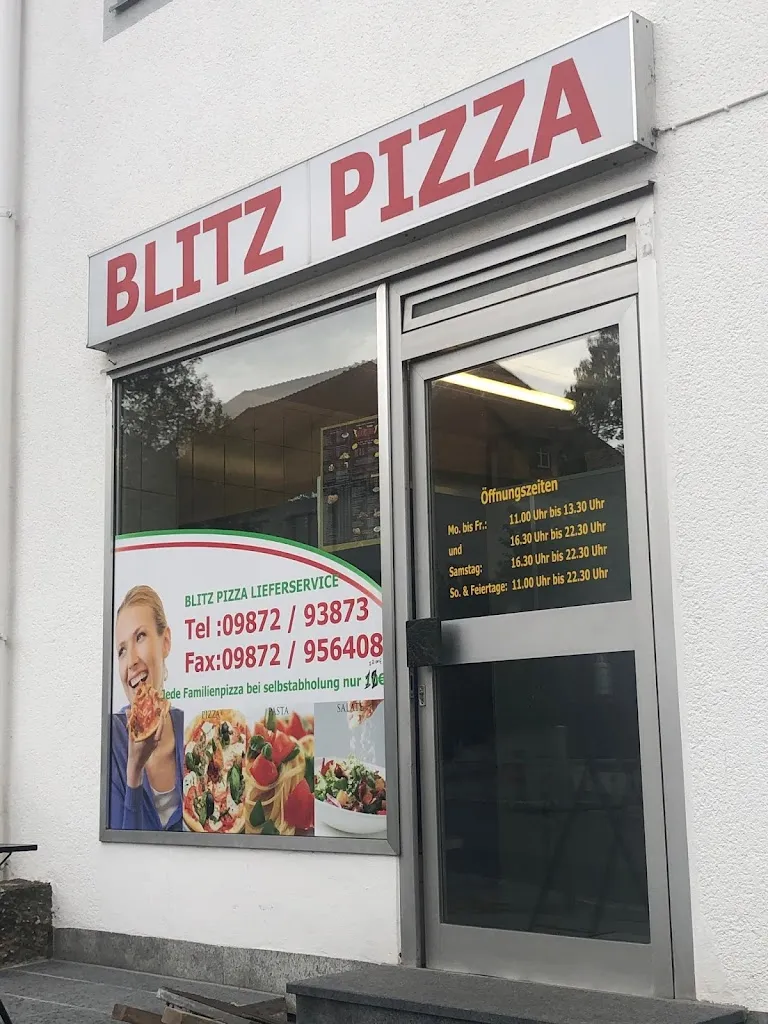 BLITZ PIZZA
Öffnungszeiten
Mo. bis Fr.: 11.00 Uhr bis 13.30 Uhr
und 16.30 Uhr bis 22.30 Uhr
Samstag: 16.30 Uhr bis 22.30 Uhr
So. & Feiertage: 11.00 Uhr bis 22.30 Uhr
BLITZ PIZZA LIEFERSERVICE
Tel :09872 / 93873
Fax:09872 / 956408
Jede Familienpizza bei selbstabholung nur
PIZZA PASTA SALATE